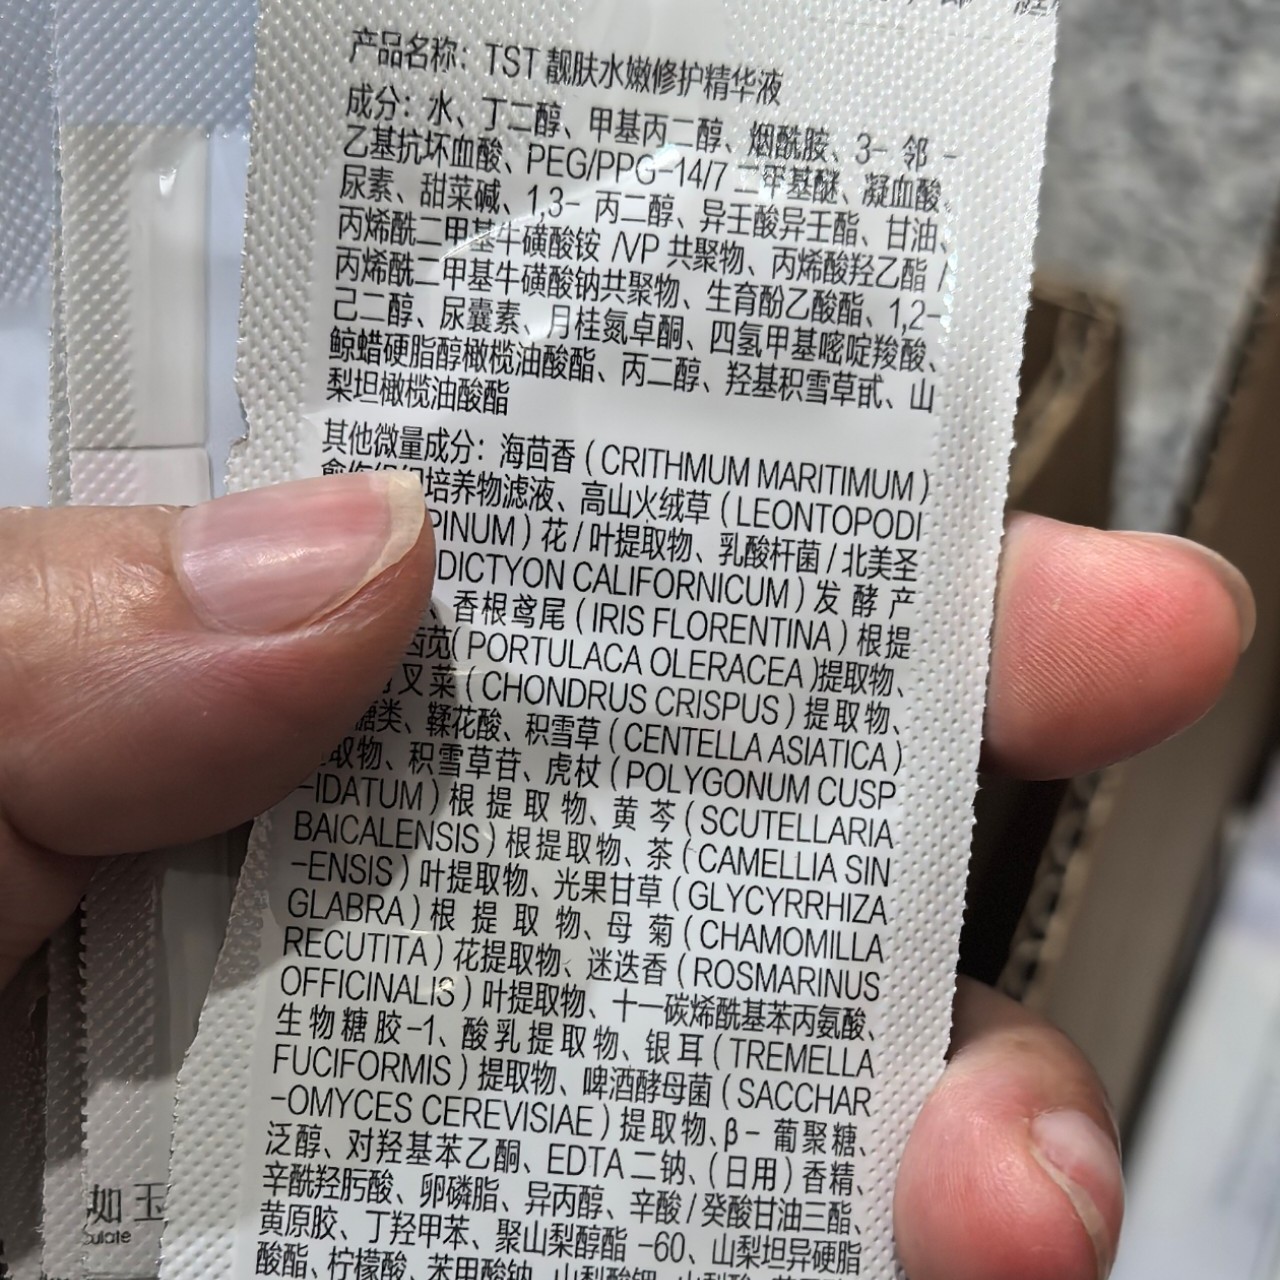 产品名称：TST 靓肤水嫩修护精华液
成分：水、丁二醇、甲基丙二醇、烟酰胺、3- 邻 -
乙基抗坏血酸、PEG/PPG-14/7 二甲基醚、凝血酸、
尿素、甜菜碱、1,3- 丙二醇、异壬酸异壬酯、甘油、
丙烯酰二甲基牛磺酸铵 /VP 共聚物、丙烯酸羟乙酯 /
丙烯酰二甲基牛磺酸钠共聚物、生育酚乙酸酯、1,2-
己二醇、尿囊素、月桂氮卓酮、四氢甲基嘧啶羧酸、
鲸蜡硬脂醇橄榄油酸酯、丙二醇、羟基积雪草甙、山
梨坦橄榄油酸酯
其他微量成分：海茴香 ( CRITHMUM MARITIMUM )
培养物滤液、高山火绒草 ( LEONTOPODI
PINUM ) 花 / 叶提取物、乳酸杆菌 / 北美圣
DICTYON CALIFORNICUM ) 发 酵 产
、香根鸢尾 ( IRIS FLORENTINA ) 根提
齿苋( PORTULACA OLERACEA )提取物、
叉菜 ( CHONDRUS CRISPUS ) 提取物、
糖类、鞣花酸、积雪草 ( CENTELLA ASIATICA )
取物、积雪草苷、虎杖 ( POLYGONUM CUSP
-IDATUM ) 根 提 取 物、黄 芩 ( SCUTELLARIA
BAICALENSIS ) 根提取物、茶 ( CAMELLIA SIN
-ENSIS ) 叶提取物、光果甘草 ( GLYCYRRHIZA
GLABRA ) 根 提 取 物、母 菊 ( CHAMOMILLA
RECUTITA ) 花提取物、迷迭香 ( ROSMARINUS
OFFICINALIS ) 叶提取物、十一碳烯酰基苯丙氨酸、
生物糖胶-1、酸乳提取物、银耳 ( TREMELLA
FUCIFORMIS ) 提取物、啤酒酵母菌 ( SACCHAR
-OMYCES CEREVISIAE ) 提取物、β- 葡聚糖、
泛醇、对羟基苯乙酮、EDTA 二钠、(日用) 香精、
辛酰羟肟酸、卵磷脂、异丙醇、辛酸 / 癸酸甘油三酯、
黄原胶、丁羟甲苯、聚山梨醇酯 -60、山梨坦异硬脂
酸酯、柠檬酸、苯甲酸钠、山梨酸钾、山梨酸
如玉